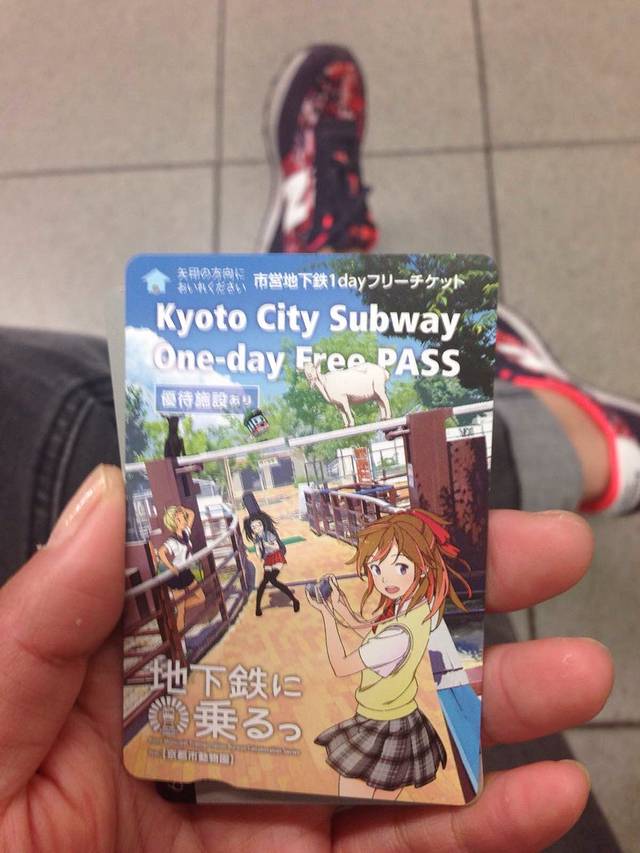 矢印の方向に
おいれください
市営地下鉄1dayフリーチケット
Kyoto City Subway
One-day Free PASS
優待施設あり
地下鉄に
乗るっ
【京都市動物園】